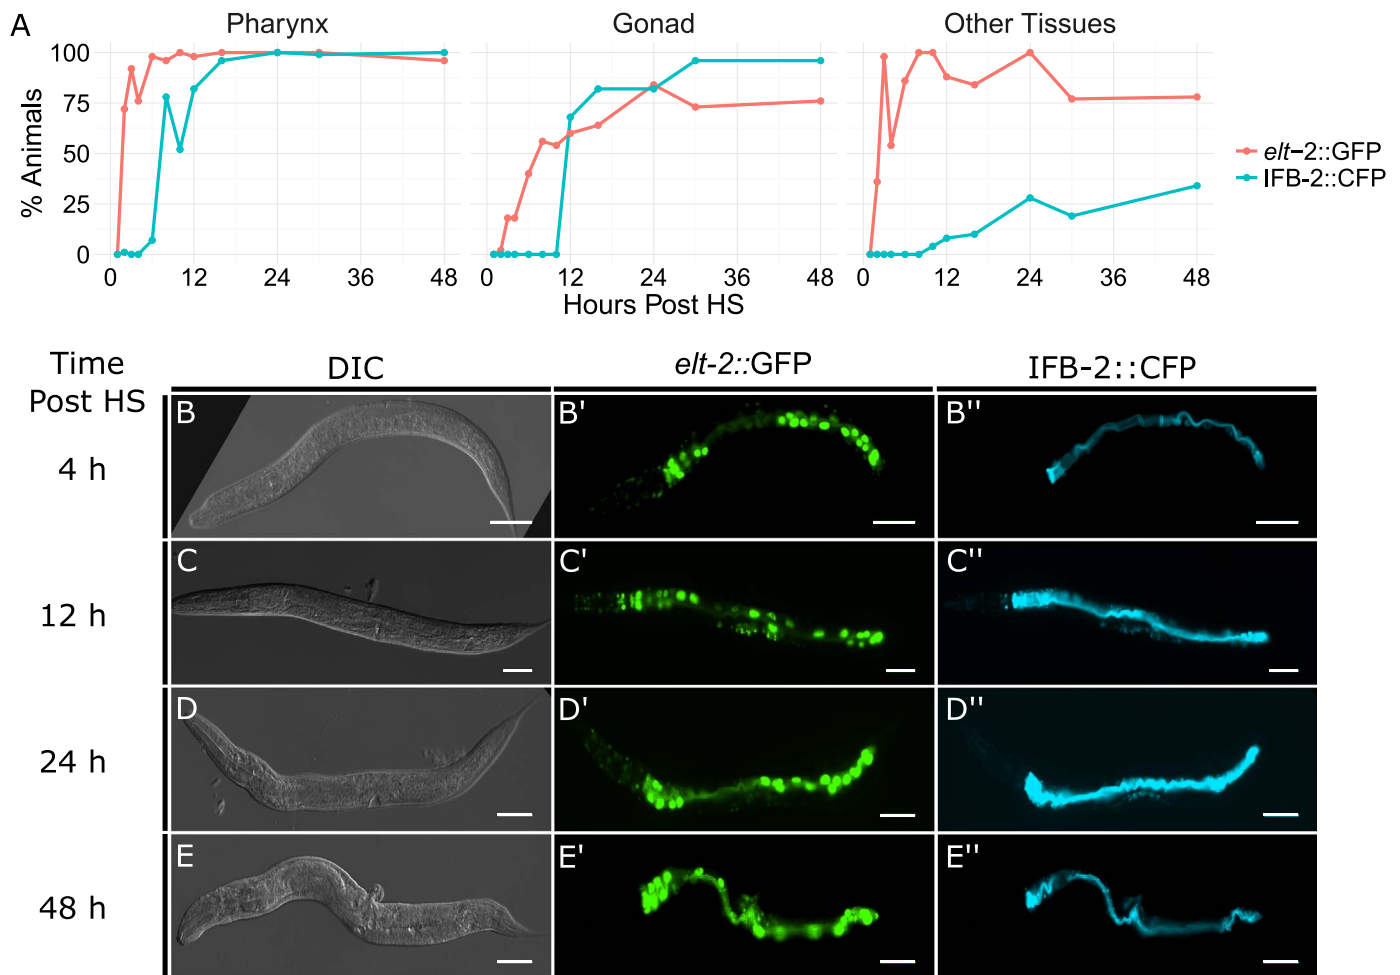 A
Pharynx
Gonad
Other Tissues
100
75
50
25
0
% Animals
0 12 24 36 48
0 12 24 36 48
0 12 24 36 48
Hours Post HS
elt-2::GFP
IFB-2::CFP
Time
Post HS
DIC
elt-2::GFP
IFB-2::CFP
4 h
B
B'
B''
12 h
C
C'
C''
24 h
D
D'
D''
48 h
E
E'
E''